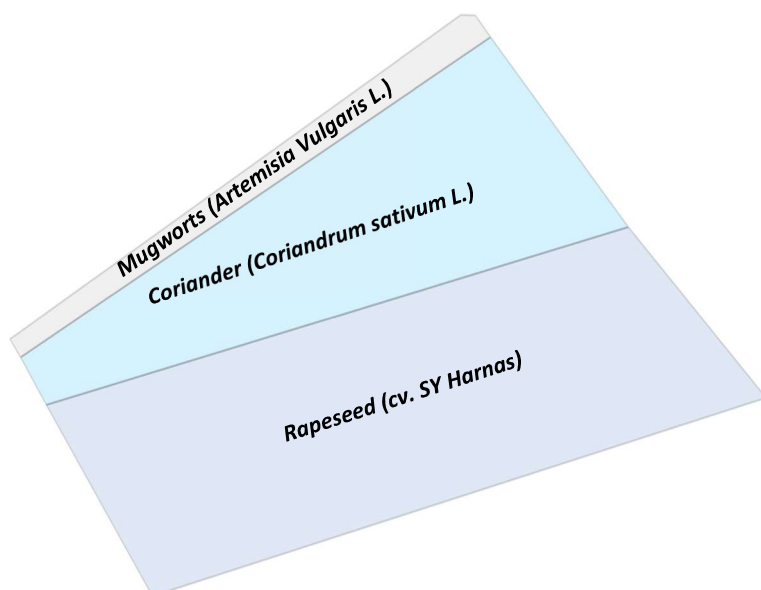 Mugworts (Artemisia Vulgaris L.)
Coriander (Coriandrum sativum L.)
Rapeseed (cv. SY Harnas)